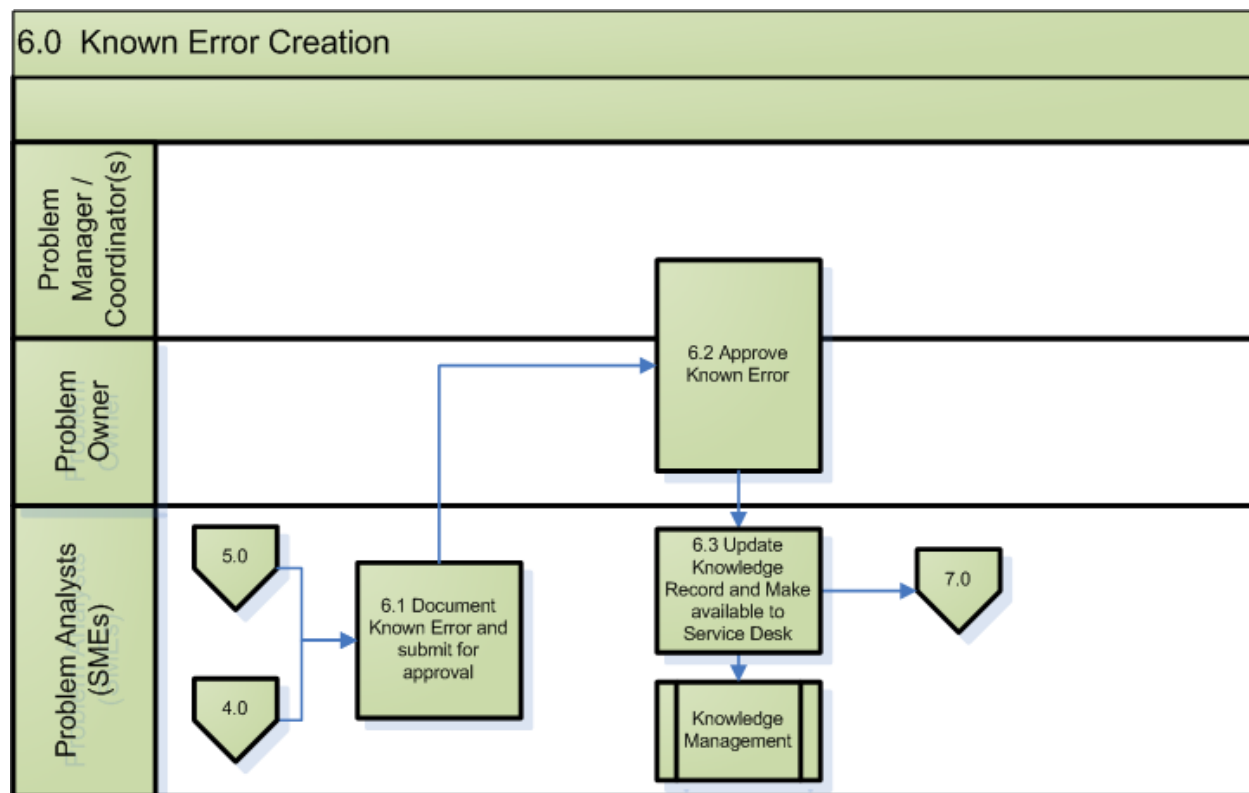 6.0  Known Error Creation
Problem
Manager /
Coordinator(s)
6.2 Approve
Known Error
Problem
Owner
Problem Analysts
(SMEs)
5.0
4.0
6.1 Document
Known Error and
submit for
approval
6.3 Update
Knowledge
Record and Make
available to
Service Desk
7.0
Knowledge
Management